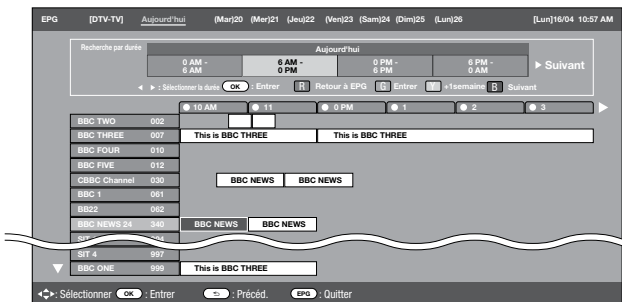 EPG [DTV-TV] Aujourd'hui (Mar)20 (Mer)21 (Jeu)22 (Ven)23 (Sam)24 (Dim)25 (Lun)26 [Lun]16/04 10:57 AM
Recherche par durée Aujourd'hui
0 AM - 6 AM - 0 PM - 6 PM -
6 AM 0 PM 6 PM 0 AM
Suivant
: Sélectionner la durée OK : Entrer R Retour à EPG G Entrer Y +1semaine B Suivant
10 AM 11 0 PM 1 2 3
BBC TWO 002
BBC THREE 007 This is BBC THREE This is BBC THREE
BBC FOUR 010
BBC FIVE 012
CBBC Channel 030 BBC NEWS BBC NEWS
BBC 1 061
BB22 062
BBC NEWS 24 340 BBC NEWS BBC NEWS
SIT
SIT 4 997
BBC ONE 999 This is BBC THREE
: Sélectionner OK : Entrer : Précéd. EPG : Quitter